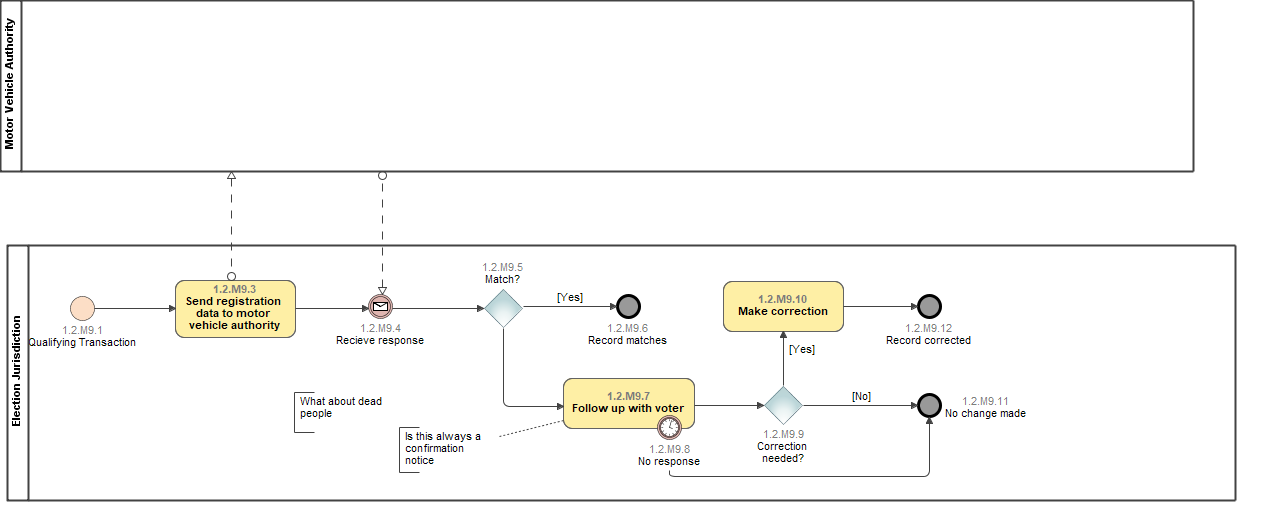 Motor Vehicle Authority
Election Jurisdiction
1.2.M9.1
Qualifying Transaction
1.2.M9.3
Send registration
data to motor
vehicle authority
1.2.M9.4
Recieve response
1.2.M9.5
Match?
[Yes]
1.2.M9.6
Record matches
1.2.M9.10
Make correction
1.2.M9.12
Record corrected
[Yes]
What about dead
people
Is this always a
confirmation
notice
1.2.M9.7
Follow up with voter
1.2.M9.8
No response
1.2.M9.9
Correction
needed?
[No]
1.2.M9.11
No change made